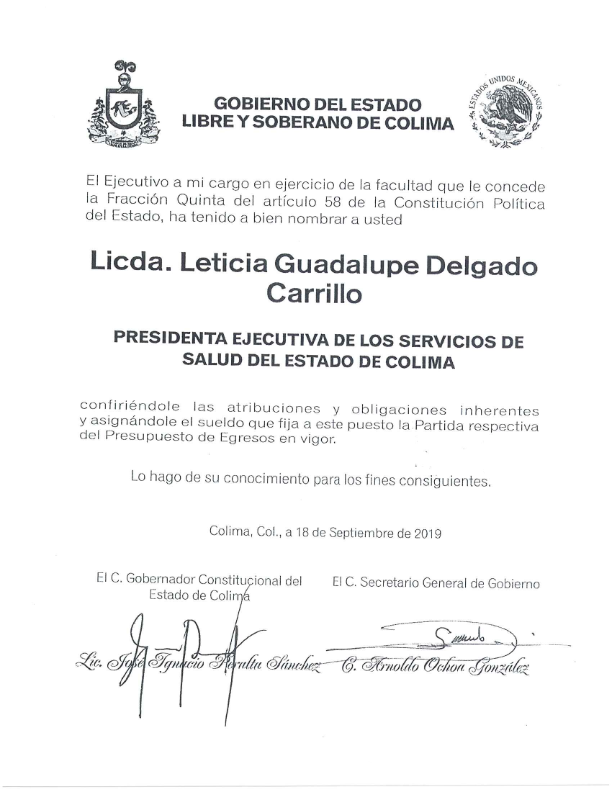 ESTADOS UNIDOS MEXICANOS
GOBIERNO DEL ESTADO
LIBRE Y SOBERANO DE COLIMA
El Ejecutivo a mi cargo en ejercicio de la facultad que le concede
la Fracción Quinta del artículo 58 de la Constitución Política
del Estado, ha tenido a bien nombrar a usted
Licda. Leticia Guadalupe Delgado
Carrillo
PRESIDENTA EJECUTIVA DE LOS SERVICIOS DE
SALUD DEL ESTADO DE COLIMA
confiriéndole las atribuciones y obligaciones inherentes
y asignándole el sueldo que fija a este puesto la Partida respectiva
del Presupuesto de Egresos en vigor.
Lo hago de su conocimiento para los fines consiguientes.
Colima, Col., a 18 de Septiembre de 2019
El C. Gobernador Constitucional del
Estado de Colima
El C. Secretario General de Gobierno
Lic. José Ignacio Peralta Sánchez
C. Arnoldo Ochoa González